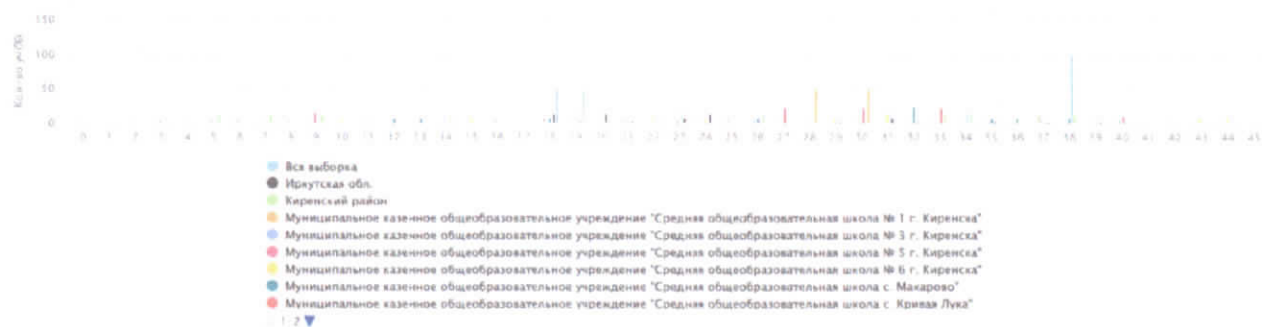 150
100
50
0
Кол-во уч-ся
0 1 2 3 4 5 6 7 8 9 10 11 12 13 14 15 16 17 18 19 20 21 22 23 24 25 26 27 28 29 30 31 32 33 34 35 36 37 38 39 40 41 42 43 44 45
Вся выборка
Иркутская обл.
Киренский район
Муниципальное казенное общеобразовательное учреждение "Средняя общеобразовательная школа № 1 г. Киренска"
Муниципальное казенное общеобразовательное учреждение "Средняя общеобразовательная школа № 3 г. Киренска"
Муниципальное казенное общеобразовательное учреждение "Средняя общеобразовательная школа № 5 г. Киренска"
Муниципальное казенное общеобразовательное учреждение "Средняя общеобразовательная школа № 6 г. Киренска"
Муниципальное казенное общеобразовательное учреждение "Средняя общеобразовательная школа с. Макарово"
Муниципальное казенное общеобразовательное учреждение "Средняя общеобразовательная школа с. Кривая Лука"
1/2